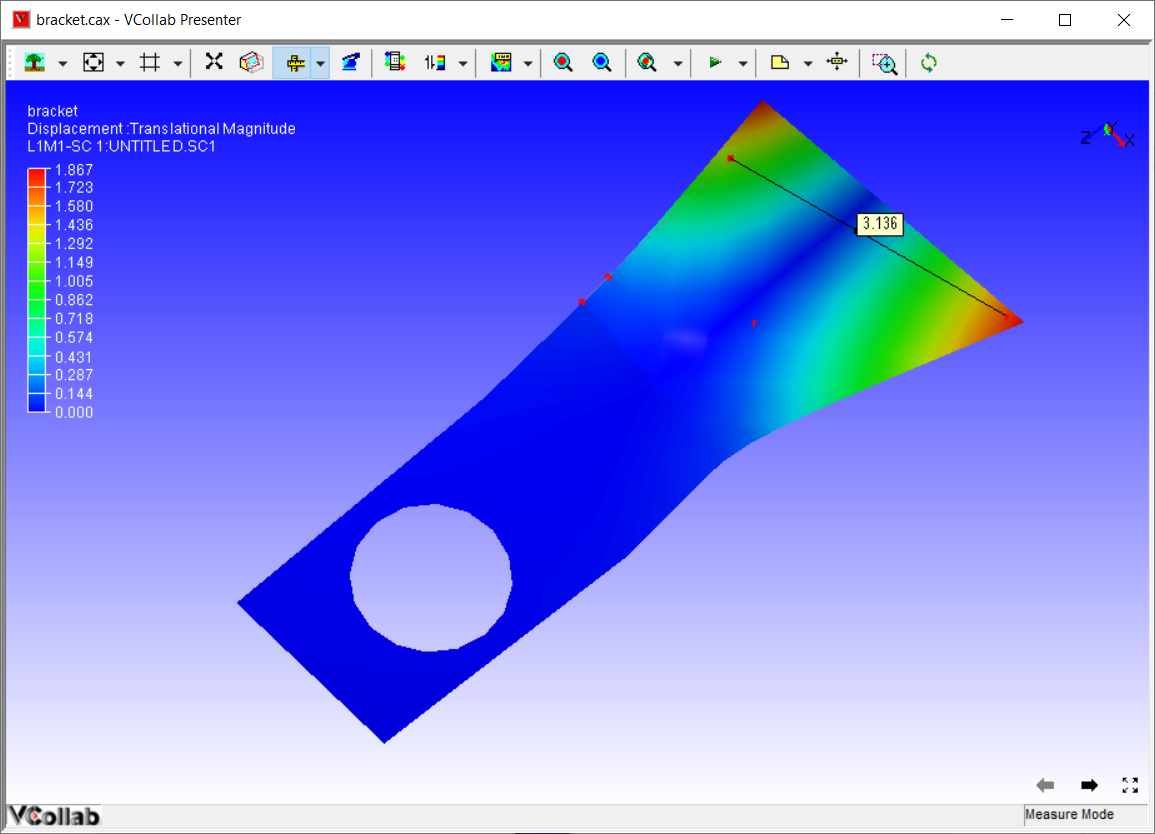 bracket.cax - VCollab Presenter
bracket
Displacement :Translational Magnitude
L1M1-SC 1:UNTITLED.SC1
1.867
1.723
1.580
1.436
1.292
1.149
1.005
0.862
0.718
0.574
0.431
0.287
0.144
0.000
Z Y X
3.136
VCollab
Measure Mode